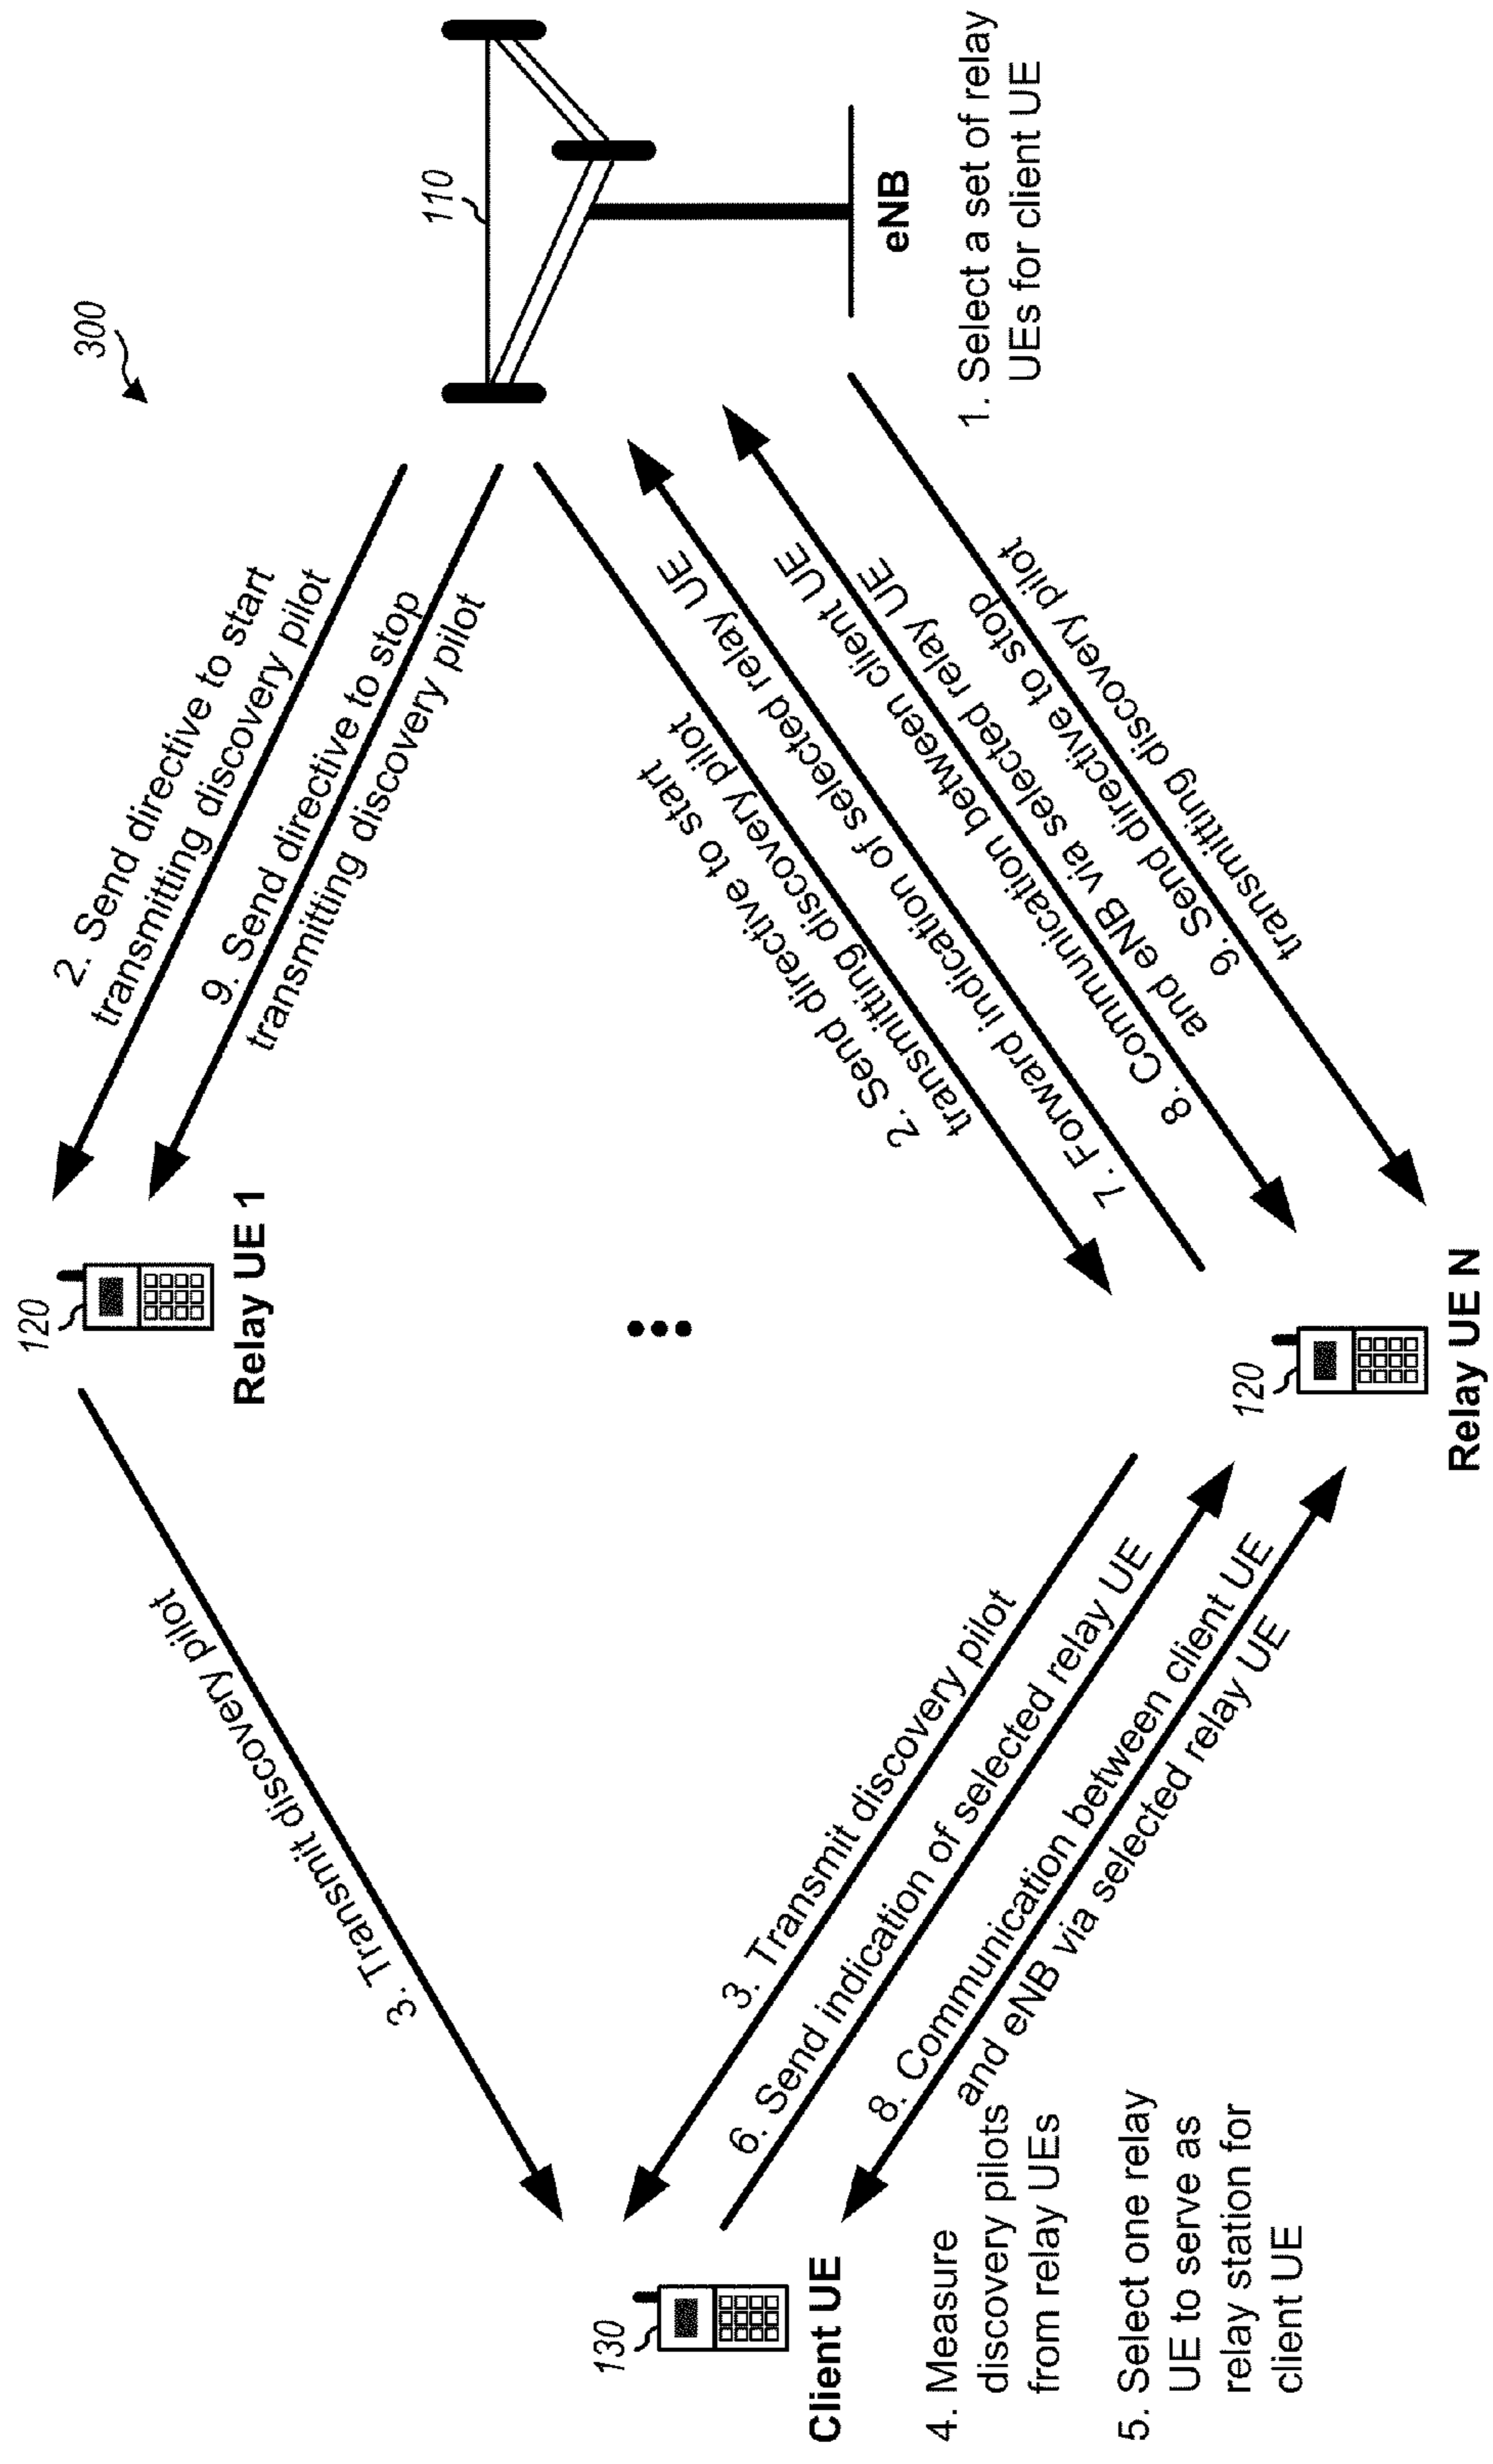 300
120
Relay UE 1
110
eNB
1. Select a set of relay
UEs for client UE
2. Send directive to start
transmitting discovery pilot
9. Send directive to stop
transmitting discovery pilot
3. Transmit discovery pilot
130
Client UE
4. Measure
discovery pilots
from relay UEs
5. Select one relay
UE to serve as
relay station for
client UE
3. Transmit discovery pilot
6. Send indication of selected relay UE
8. Communication between client UE
and eNB via selected relay UE
120
Relay UE N
2. Send directive to start
transmitting discovery pilot
7. Forward indication of selected relay UE
8. Communication between client UE
and eNB via selected relay UE
9. Send directive to stop
transmitting discovery pilot